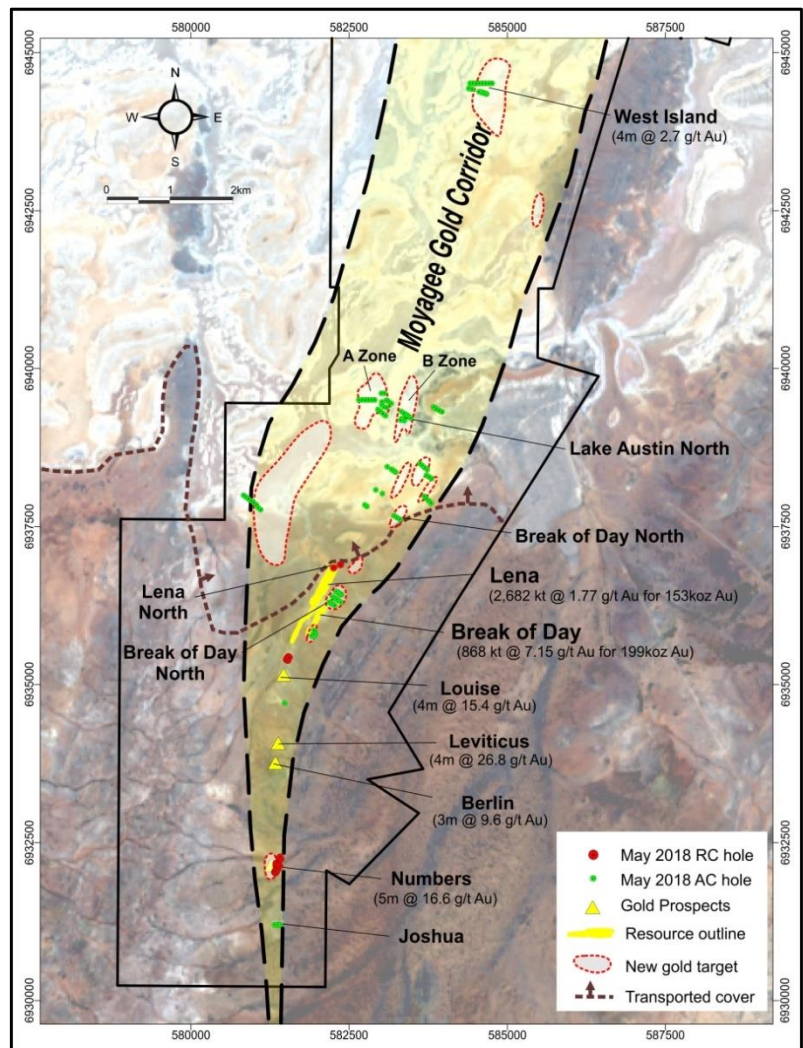 580000 582500 585000 587500
6945000
6945000
N
W E
S
0 1 2km
West Island
(4m @ 2.7 g/t Au)
6942500
6942500
Moyagee Gold Corridor
6940000
6940000
A Zone
B Zone
Lake Austin North
6937500
6937500
Break of Day North
Lena
North
Lena
(2,682 kt @ 1.77 g/t Au for 153koz Au)
Break of Day
North
Break of Day
(868 kt @ 7.15 g/t Au for 199koz Au)
6935000
6935000
Louise
(4m @ 15.4 g/t Au)
Leviticus
(4m @ 26.8 g/t Au)
Berlin
(3m @ 9.6 g/t Au)
6932500
6932500
Numbers
(5m @ 16.6 g/t Au)
Joshua
May 2018 RC hole
May 2018 AC hole
Gold Prospects
Resource outline
New gold target
Transported cover
6930000
6930000
580000 582500 585000 587500